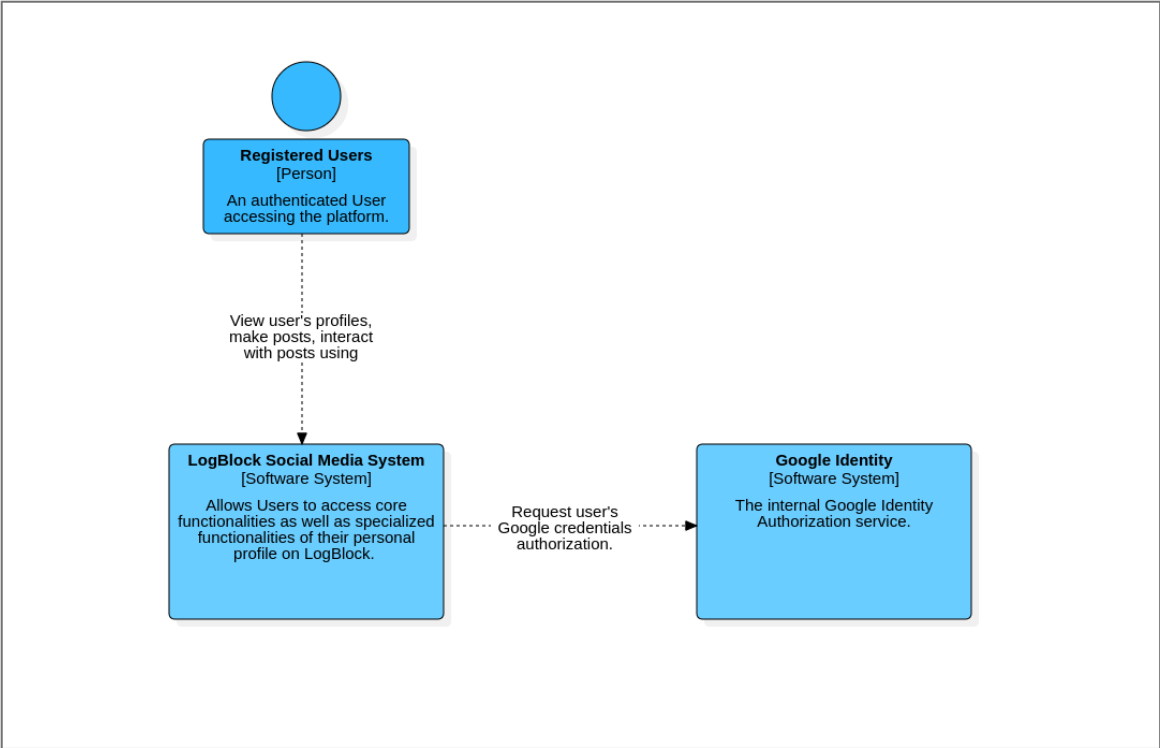 Registered Users
[Person]
An authenticated User
accessing the platform.
View user's profiles,
make posts, interact
with posts using
LogBlock Social Media System
[Software System]
Allows Users to access core
functionalities as well as specialized
functionalities of their personal
profile on LogBlock.
Request user's
Google credentials
authorization.
Google Identity
[Software System]
The internal Google Identity
Authorization service.